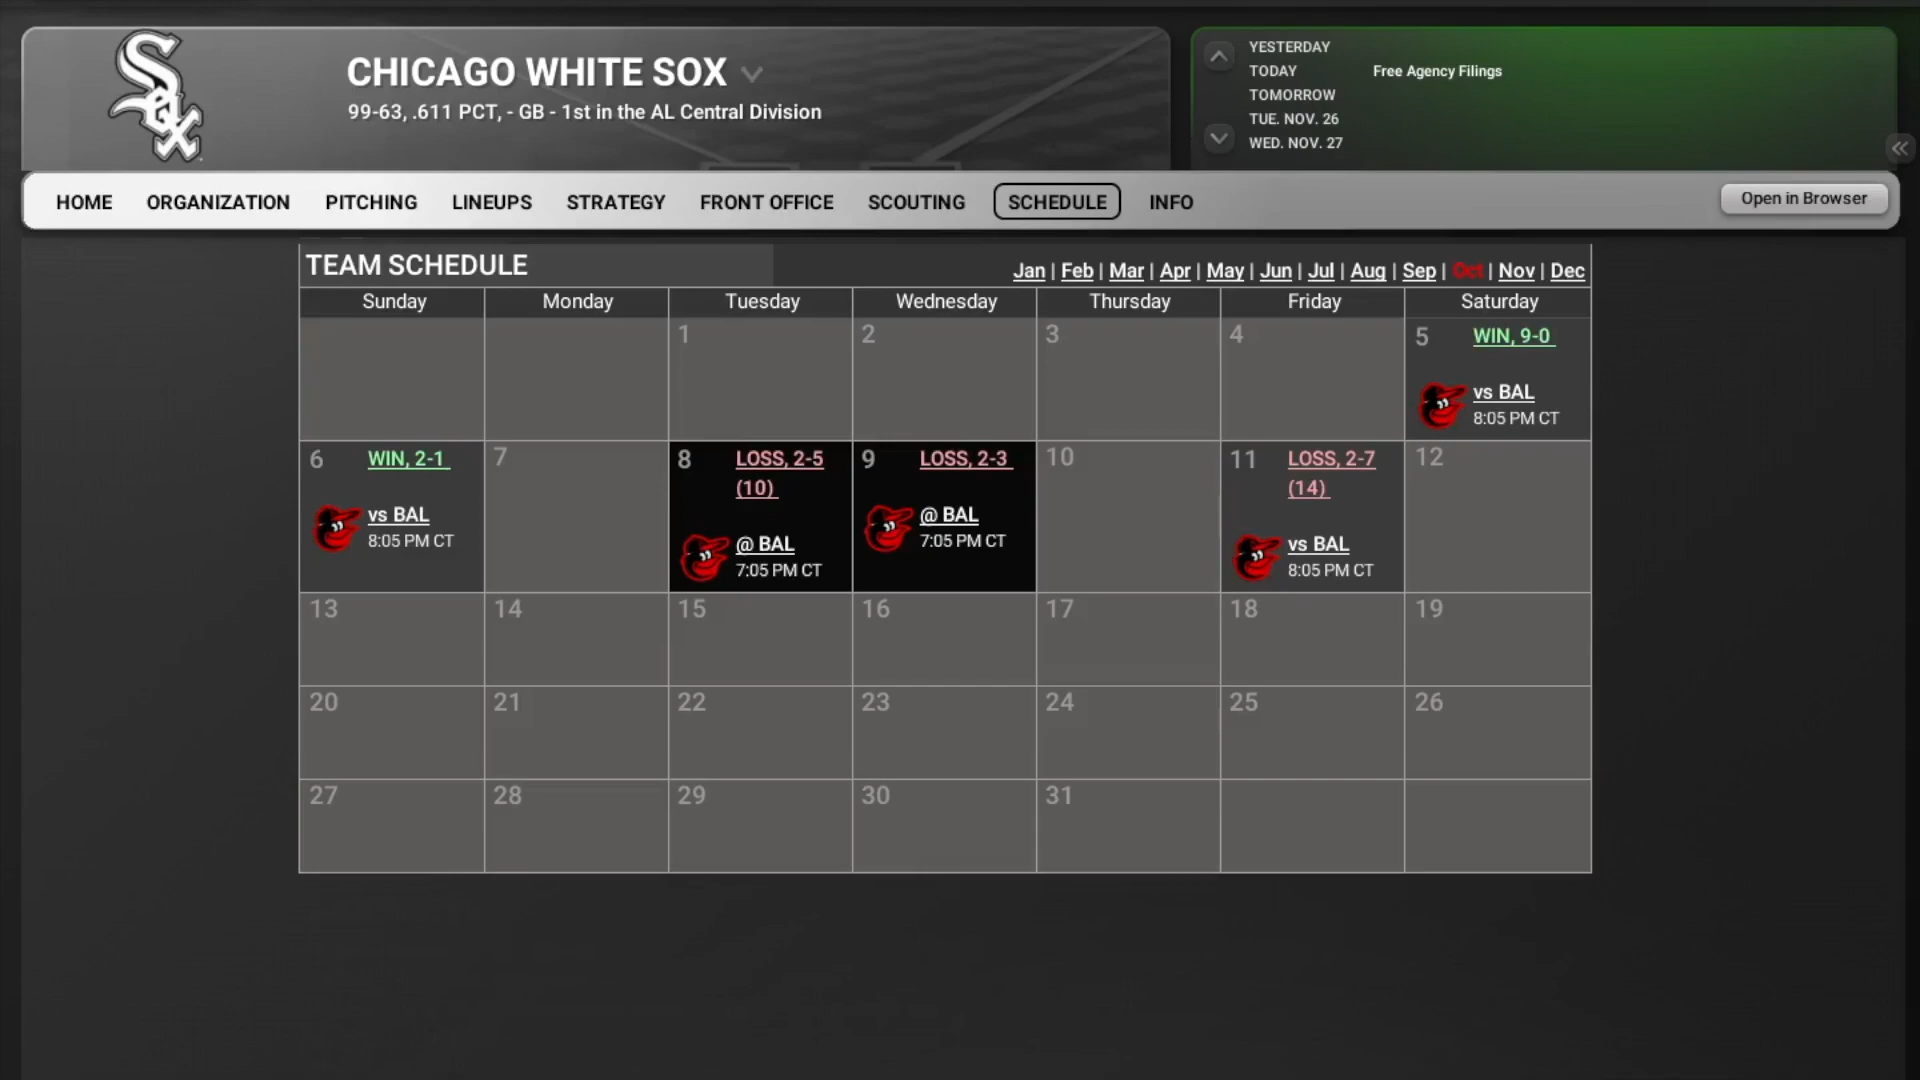 CHICAGO WHITE SOX
99-63, .611 PCT, - GB - 1st in the AL Central Division
YESTERDAY
TODAY Free Agency Filings
TOMORROW
TUE. NOV. 26
WED. NOV. 27
HOME ORGANIZATION PITCHING LINEUPS STRATEGY FRONT OFFICE SCOUTING SCHEDULE INFO Open in Browser
TEAM SCHEDULE
Jan | Feb | Mar | Apr | May | Jun | Jul | Aug | Sep | Oct | Nov | Dec
Sunday Monday Tuesday Wednesday Thursday Friday Saturday
1 2 3 4 5 WIN, 9-0
vs BAL
8:05 PM CT
6 WIN, 2-1
vs BAL
8:05 PM CT
7
8 LOSS, 2-5
(10)
@ BAL
7:05 PM CT
9 LOSS, 2-3
@ BAL
7:05 PM CT
10
11 LOSS, 2-7
(14)
vs BAL
8:05 PM CT
12
13 14 15 16 17 18 19
20 21 22 23 24 25 26
27 28 29 30 31